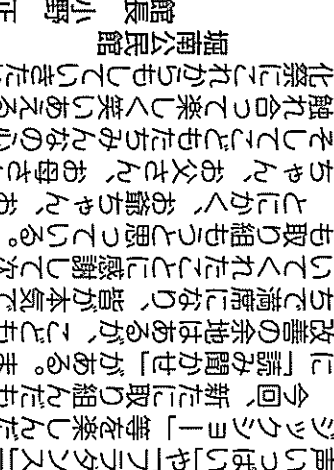 声いっぱい」や「フラダンス」「
ジックショー」等を楽しんだ
今回、新たに取り組んだも
に「読み聞かせ」がある。ま
改善の余地はあるが、こども
ちで満席になり、皆が本気で
いてくれたことに感謝して次
も取り組もうと思っている。
とにかく、お爺ちゃん、お
ちゃん、お父さん、お母さ
そしてこどもたちみんなの心
触れ合って楽しく笑いあえる
化祭にこれからもしていきた
堀南公民館
館長 小野 正